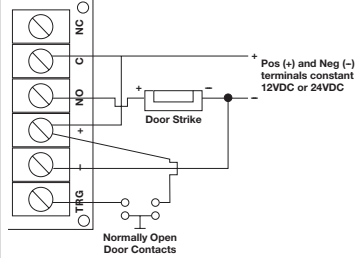 NC
C
NO
+
–
TRG
+
Pos (+) and Neg (–)
terminals constant
12VDC or 24VDC
–
+
–
Door Strike
Normally Open
Door Contacts